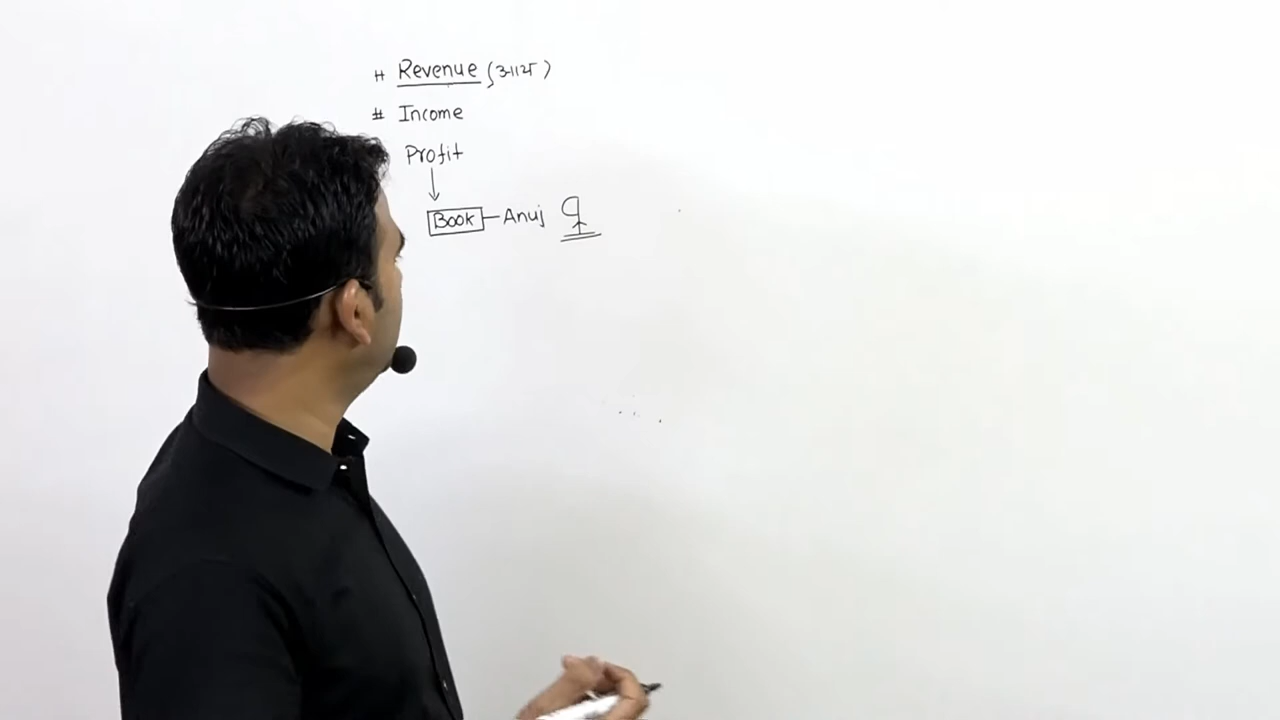 # Revenue (आय)
# Income
Profit
Book - Anuj